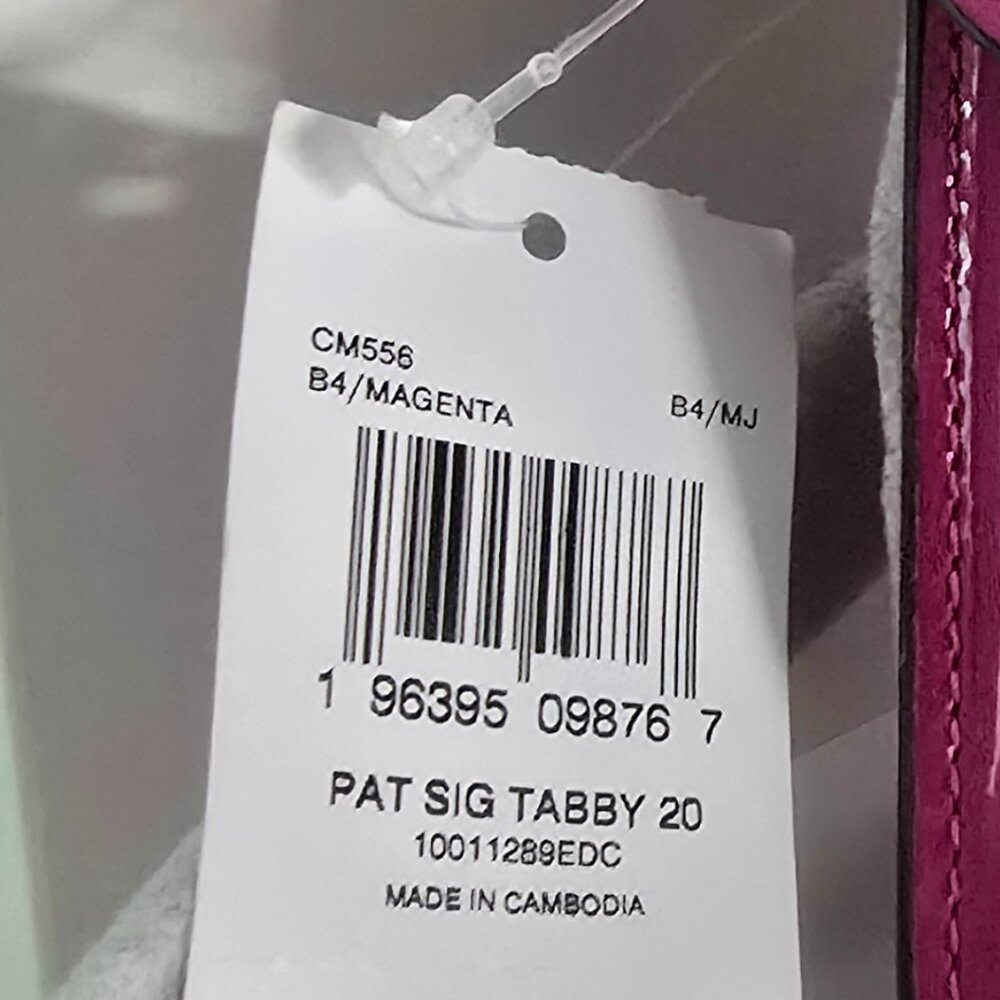 CM556
B4/MAGENTA B4/MJ
1 96395 09876 7
PAT SIG TABBY 20
10011289EDC
MADE IN CAMBODIA